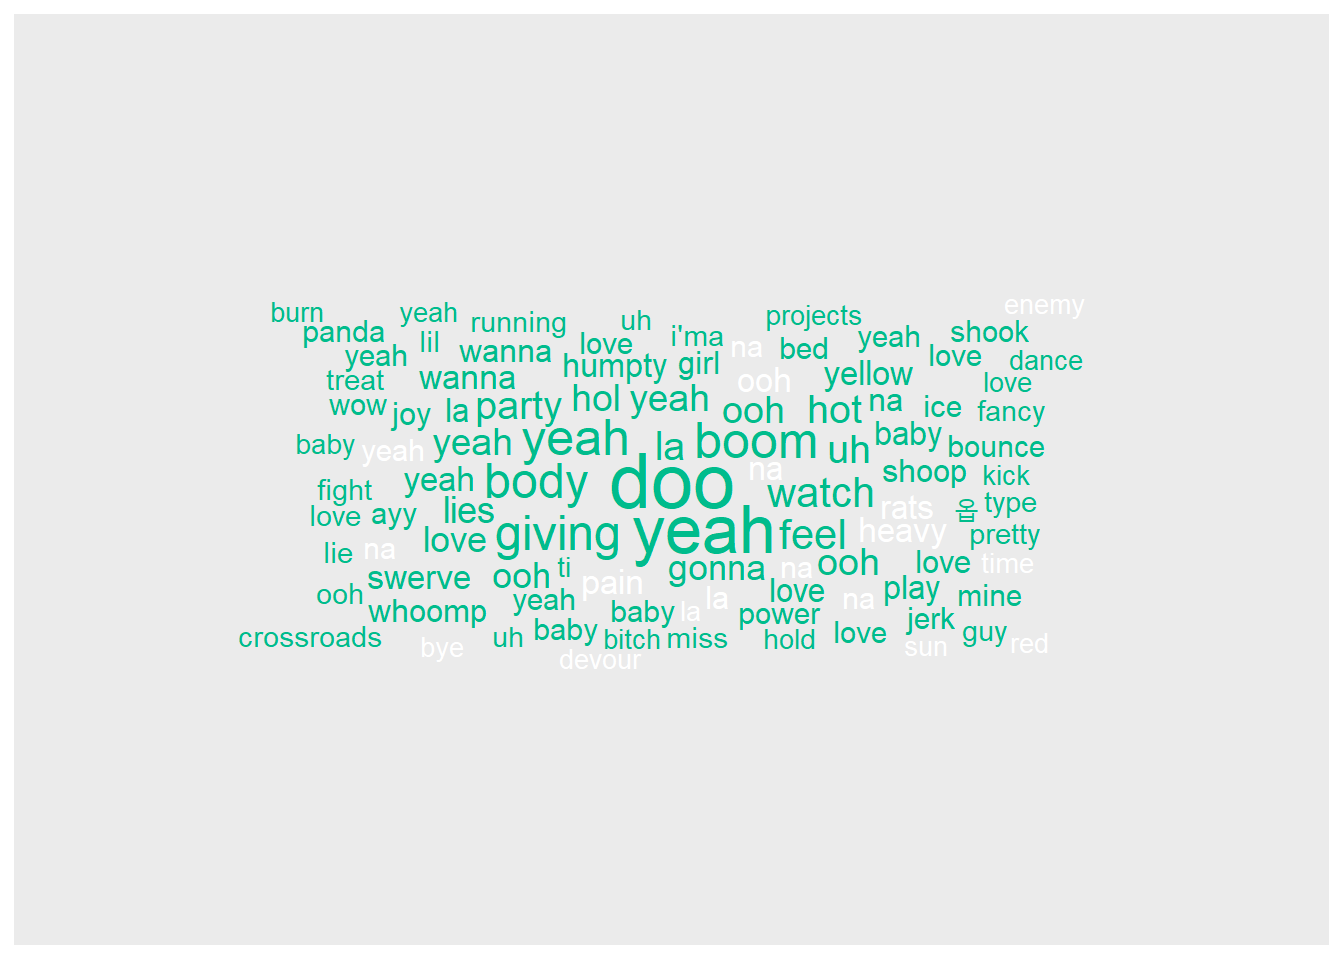 burn yeah running uh projects enemy
panda lil wanna love i'ma na bed yeah shook
yeah humpty girl yellow love dance
treat wanna ooh love
wow joy la party hol yeah ooh hot na ice fancy
baby yeah yeah yeah la boom uh baby bounce
fight yeah body doo na watch shoop kick
love ayy lies rats 옵 type
lie na love giving yeah feel heavy pretty
swerve ooh ti gonna na ooh love time
ooh yeah pain la love na play mine
whoomp baby la power jerk
crossroads bye uh baby bitch miss hold love sun guy red
devour